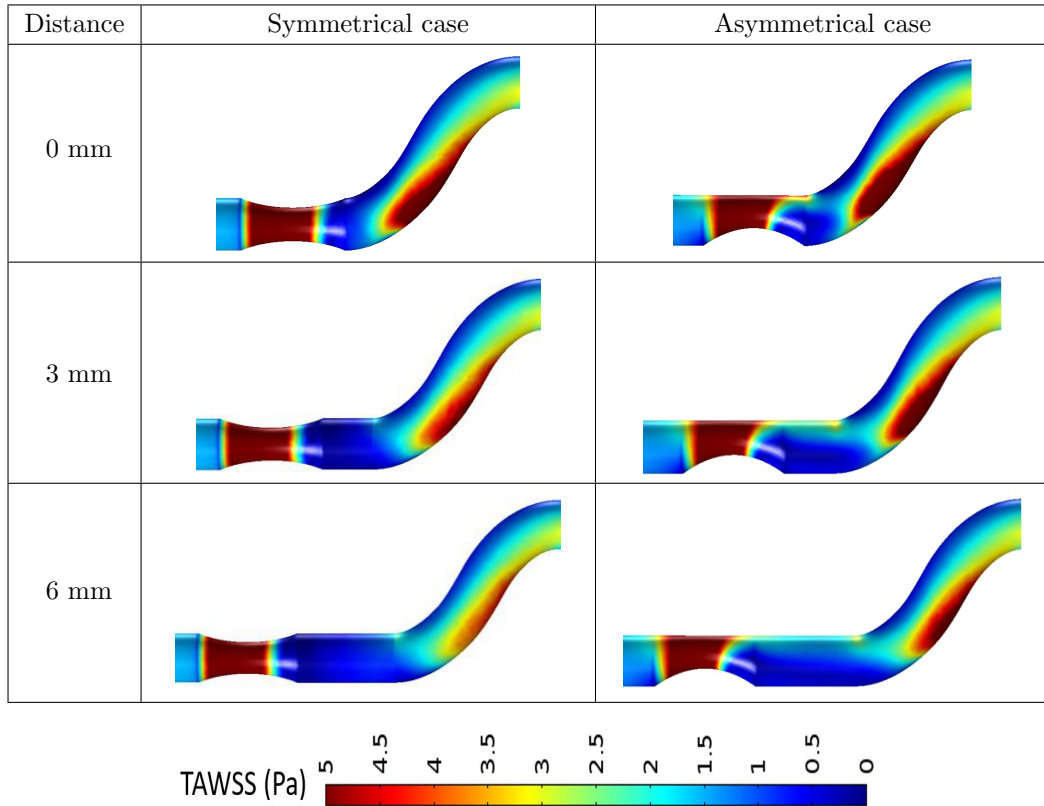 Distance Symmetrical case Asymmetrical case
0 mm
3 mm
6 mm
TAWSS (Pa) 5 4.5 4 3.5 3 2.5 2 1.5 1 0.5 0